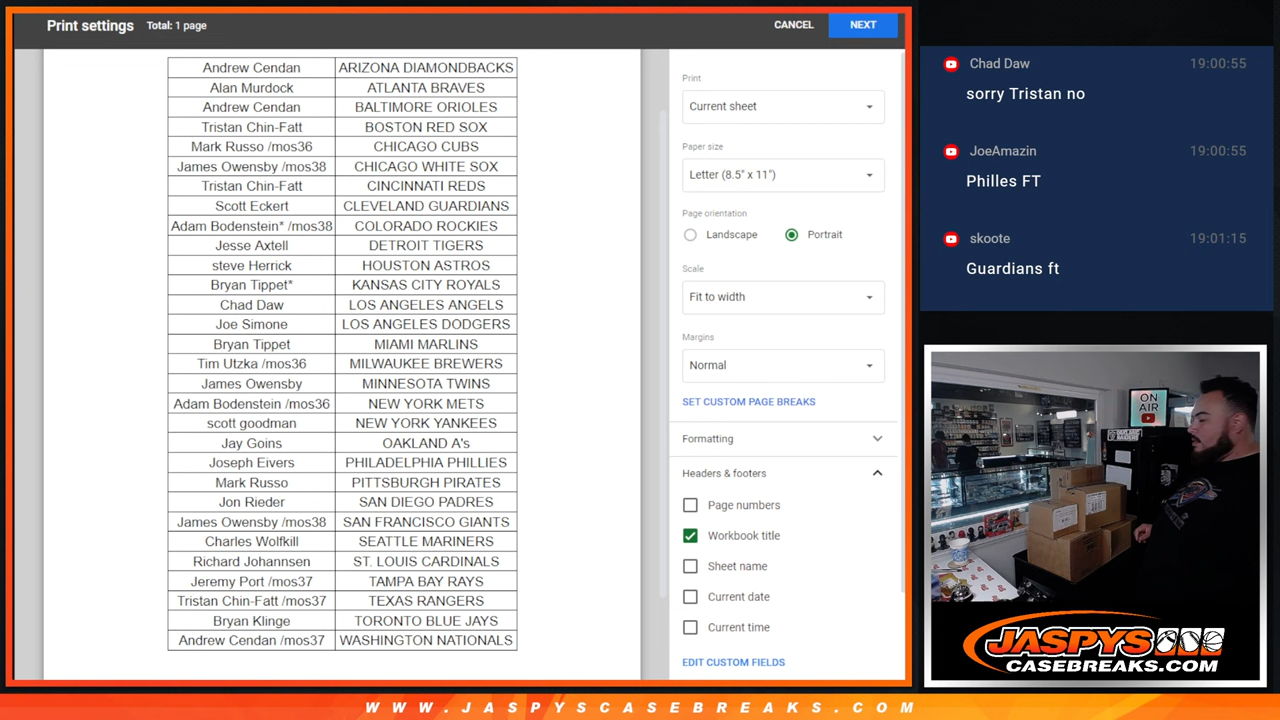 Print settings Total: 1 page CANCEL NEXT
Andrew Cendan ARIZONA DIAMONDBACKS
Alan Murdock ATLANTA BRAVES
Andrew Cendan BALTIMORE ORIOLES
Tristan Chin-Fatt BOSTON RED SOX
Mark Russo /mos36 CHICAGO CUBS
James Owensby /mos38 CHICAGO WHITE SOX
Tristan Chin-Fatt CINCINNATI REDS
Scott Eckert CLEVELAND GUARDIANS
Adam Bodenstein* /mos38 COLORADO ROCKIES
Jesse Axtell DETROIT TIGERS
steve Herrick HOUSTON ASTROS
Bryan Tippet* KANSAS CITY ROYALS
Chad Daw LOS ANGELES ANGELS
Joe Simone LOS ANGELES DODGERS
Bryan Tippet MIAMI MARLINS
Tim Utzka /mos36 MILWAUKEE BREWERS
James Owensby MINNESOTA TWINS
Adam Bodenstein /mos36 NEW YORK METS
scott goodman NEW YORK YANKEES
Jay Goins OAKLAND A's
Joseph Eivers PHILADELPHIA PHILLIES
Mark Russo PITTSBURGH PIRATES
Jon Rieder SAN DIEGO PADRES
James Owensby /mos38 SAN FRANCISCO GIANTS
Charles Wolfkill SEATTLE MARINERS
Richard Johannsen ST. LOUIS CARDINALS
Jeremy Port /mos37 TAMPA BAY RAYS
Tristan Chin-Fatt /mos37 TEXAS RANGERS
Bryan Klinge TORONTO BLUE JAYS
Andrew Cendan /mos37 WASHINGTON NATIONALS
Print
Current sheet
Paper size
Letter (8.5" x 11")
Page orientation
Landscape Portrait
Scale
Fit to width
Margins
Normal
SET CUSTOM PAGE BREAKS
Formatting
Headers & footers
Page numbers
Workbook title
Sheet name
Current date
Current time
EDIT CUSTOM FIELDS
Chad Daw 19:00:55
sorry Tristan no
JoeAmazin 19:00:55
Philles FT
skoote 19:01:15
Guardians ft
ON
AIR
JASPYS
CASEBREAKS.COM
WWW.JASPYSCASEBREAKS.COM